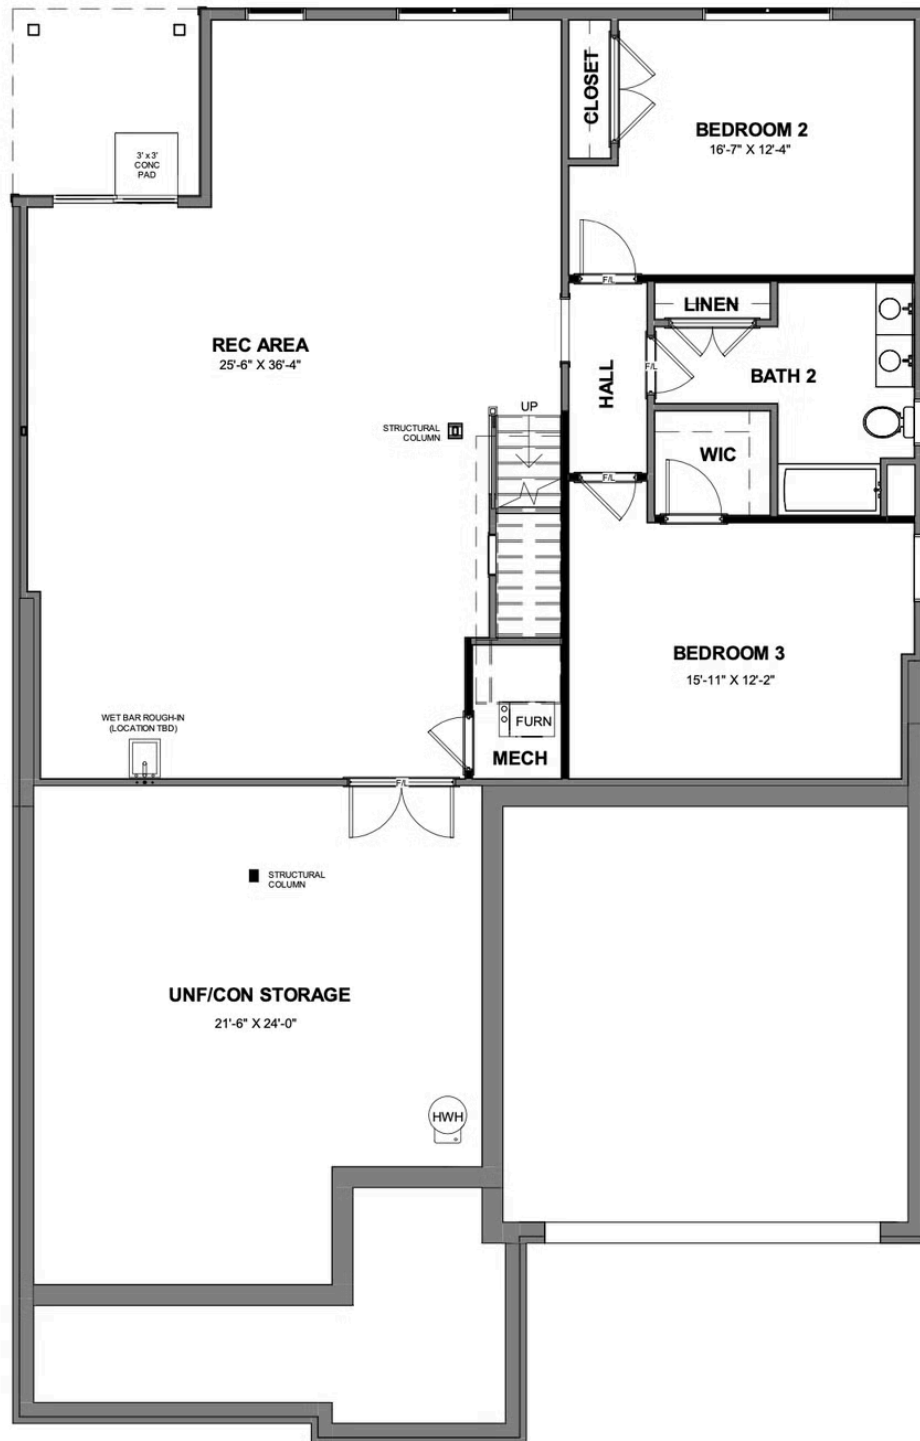 CLOSET
BEDROOM 2
16'-7" X 12'-4"
3' x 3'
CONC
PAD
F/L
LINEN
REC AREA
25'-6" X 36'-4"
F/L
BATH 2
HALL
UP
STRUCTURAL
COLUMN
WIC
F/L
BEDROOM 3
15'-11" X 12'-2"
WET BAR ROUGH-IN
(LOCATION TBD)
FURN
MECH
F/L
STRUCTURAL
COLUMN
UNF/CON STORAGE
21'-6" X 24'-0"
HWH